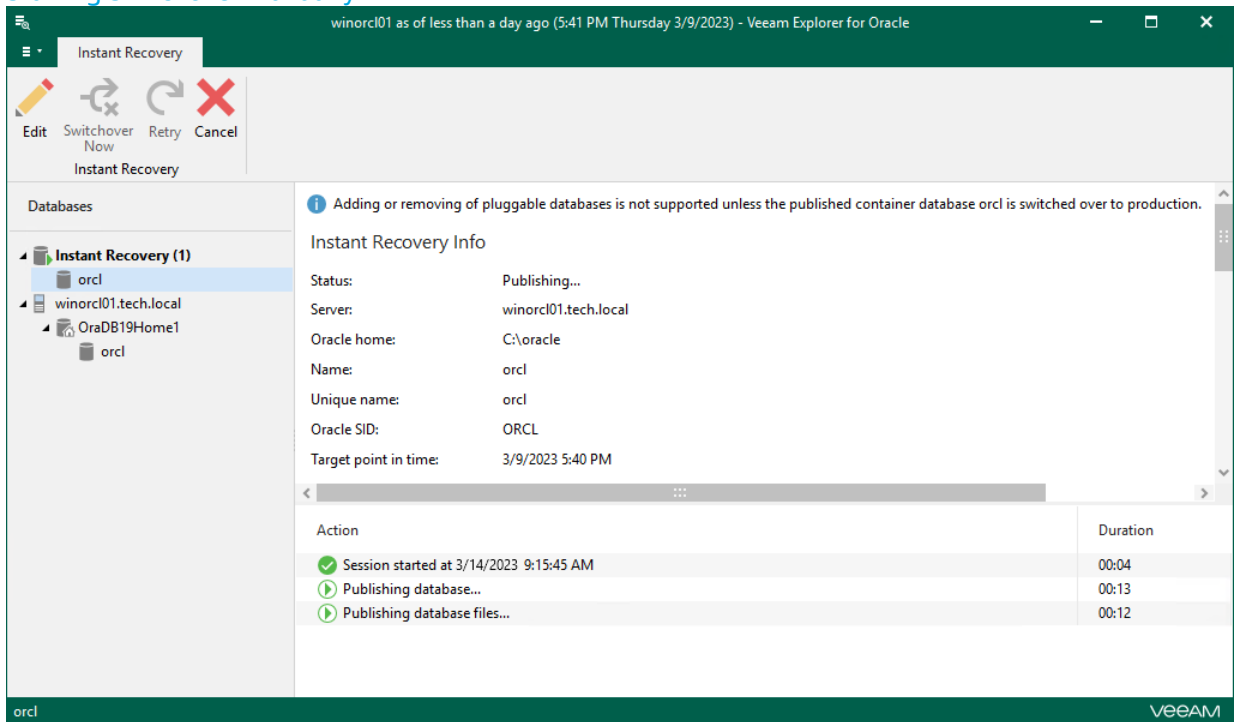 winorcl01 as of less than a day ago (5:41 PM Thursday 3/9/2023) - Veeam Explorer for Oracle
Instant Recovery
Edit
Switchover Now
Retry
Cancel
Instant Recovery
Databases
Instant Recovery (1)
orcl
winorcl01.tech.local
OraDB19Home1
orcl
Adding or removing of pluggable databases is not supported unless the published container database orcl is switched over to production.
Instant Recovery Info
Status: Publishing...
Server: winorcl01.tech.local
Oracle home: C:\oracle
Name: orcl
Unique name: orcl
Oracle SID: ORCL
Target point in time: 3/9/2023 5:40 PM
Action Duration
Session started at 3/14/2023 9:15:45 AM 00:04
Publishing database... 00:13
Publishing database files... 00:12
orcl
veeam